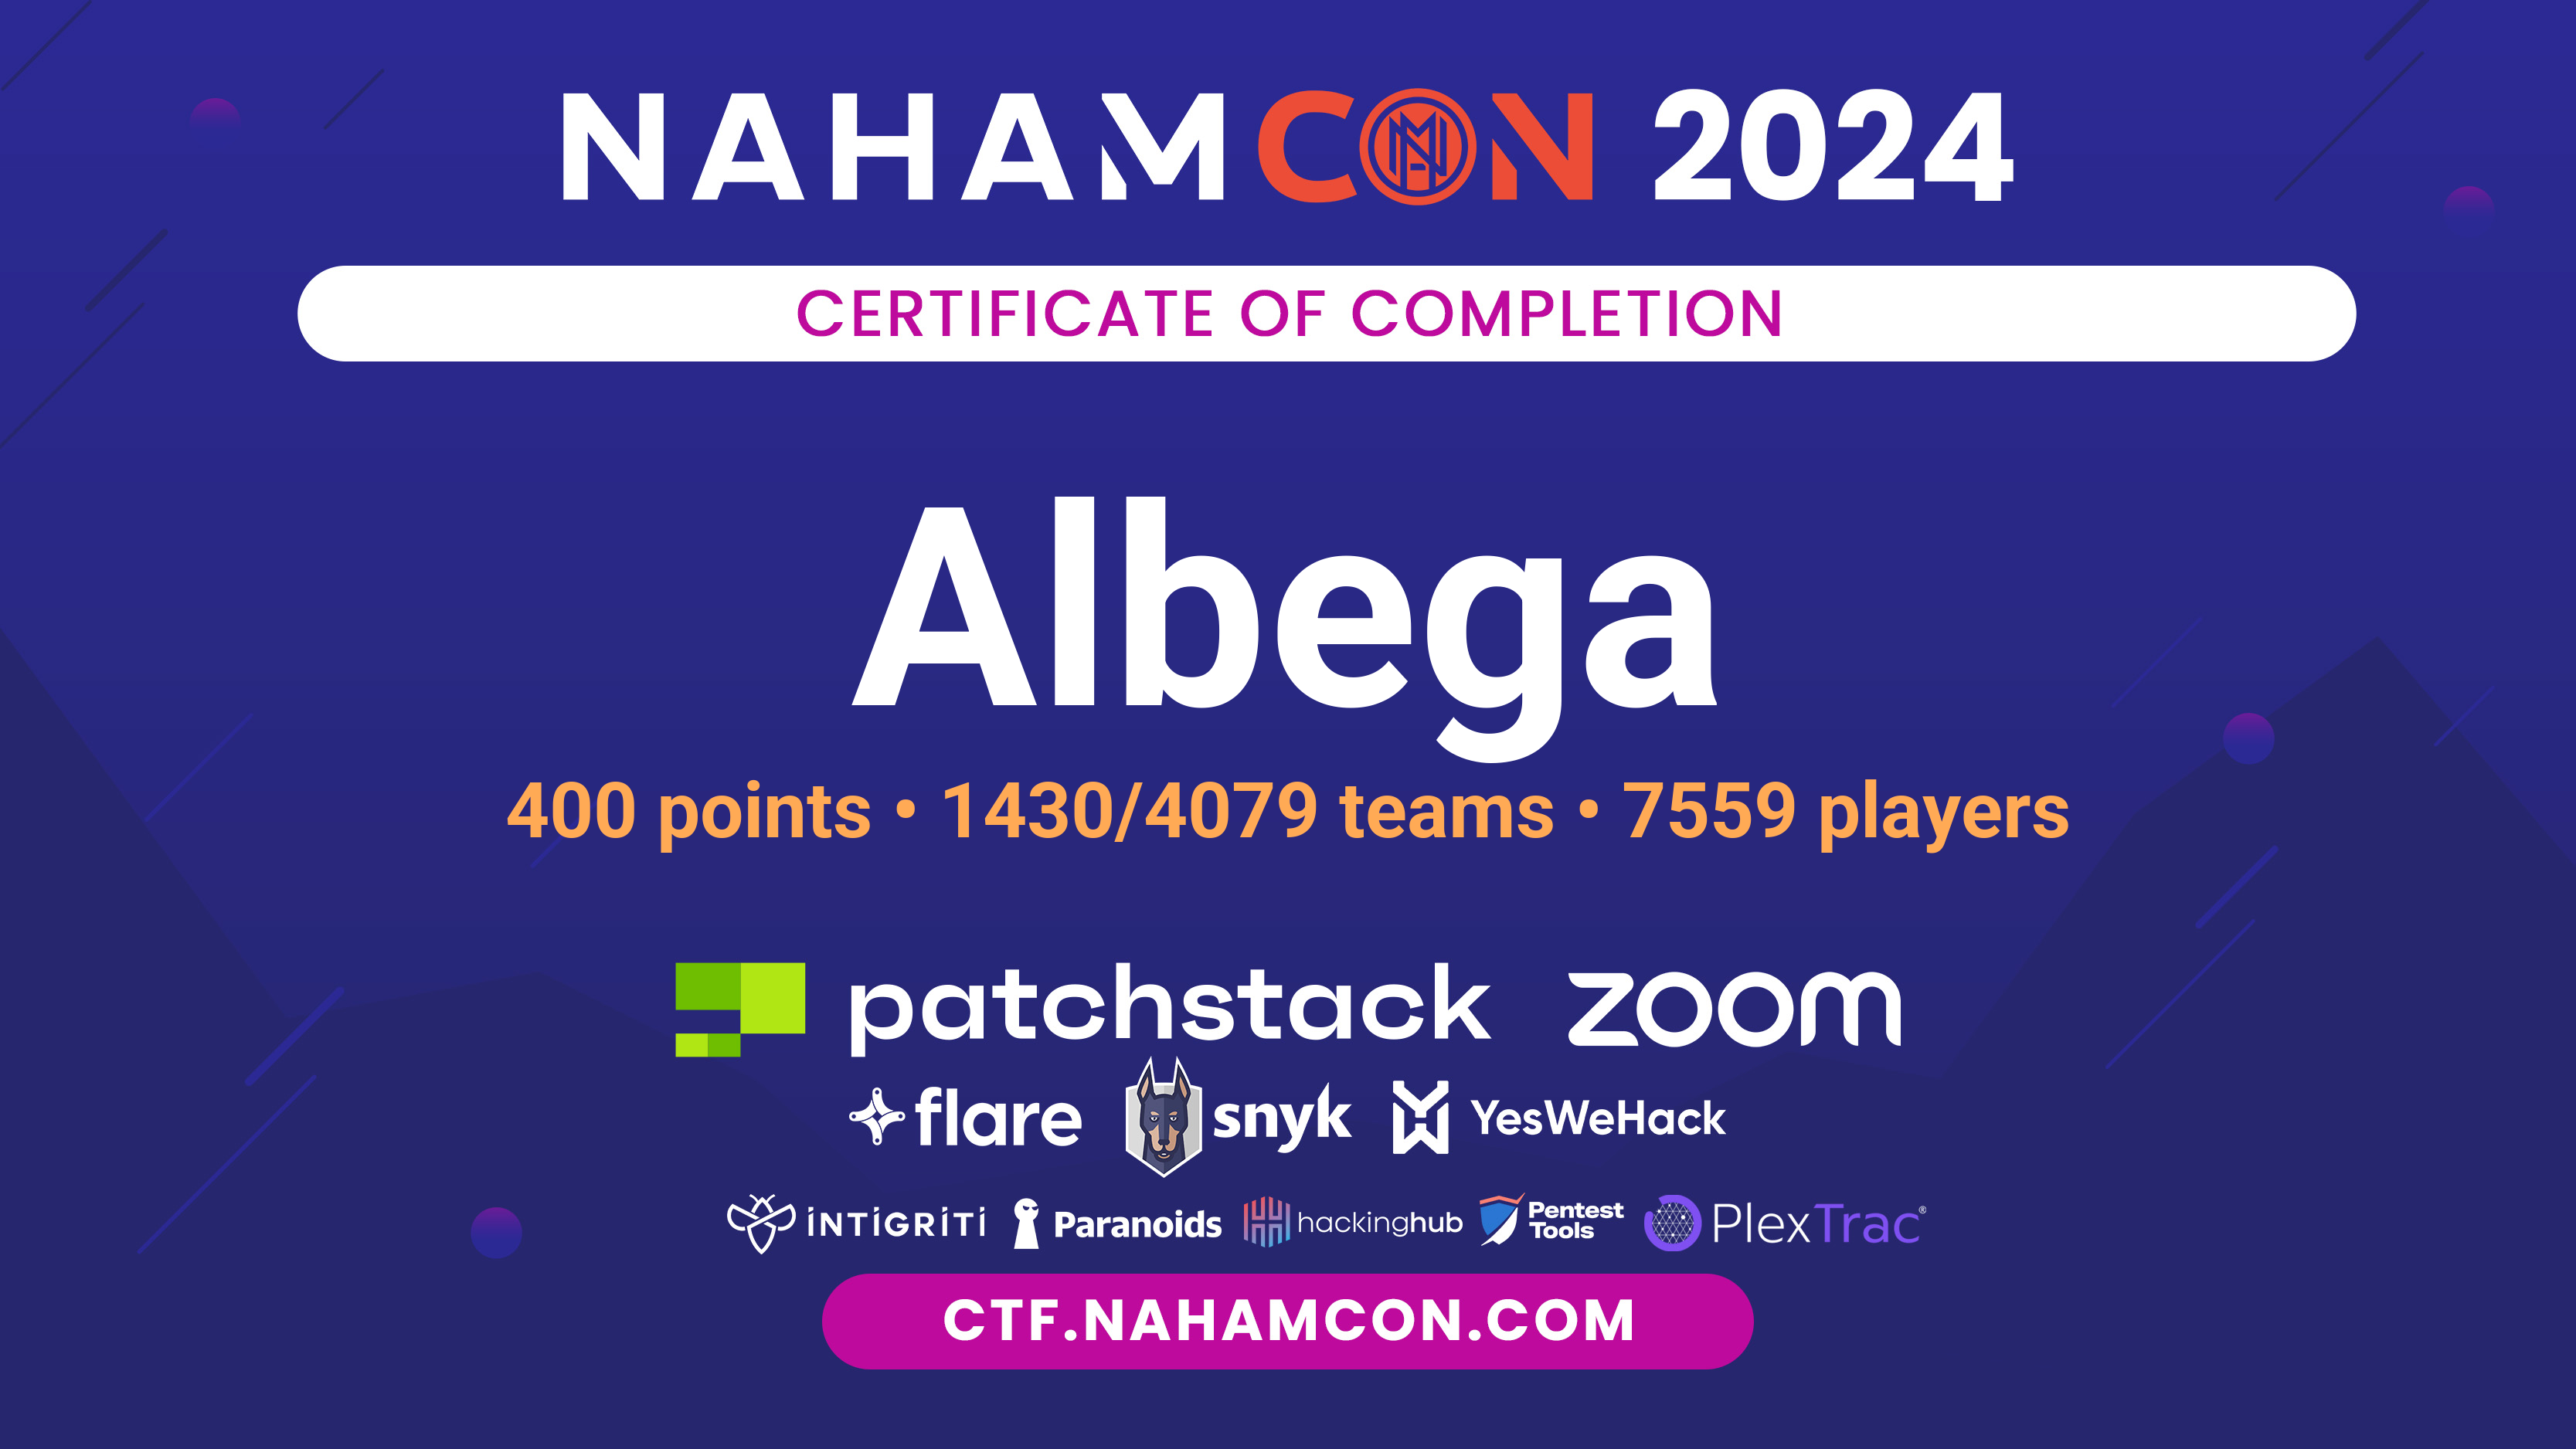 NAHAMCON 2024
CERTIFICATE OF COMPLETION
Albega
400 points • 1430/4079 teams • 7559 players
patchstack zoom
flare snyk YesWeHack
INTIGRITI Paranoids hackinghub Pentest Tools PlexTrac®
CTF.NAHAMCON.COM